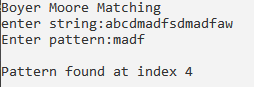 Boyer Moore Matching
enter string:abcdmadfsdmadfaw
Enter pattern:madf
Pattern found at index 4